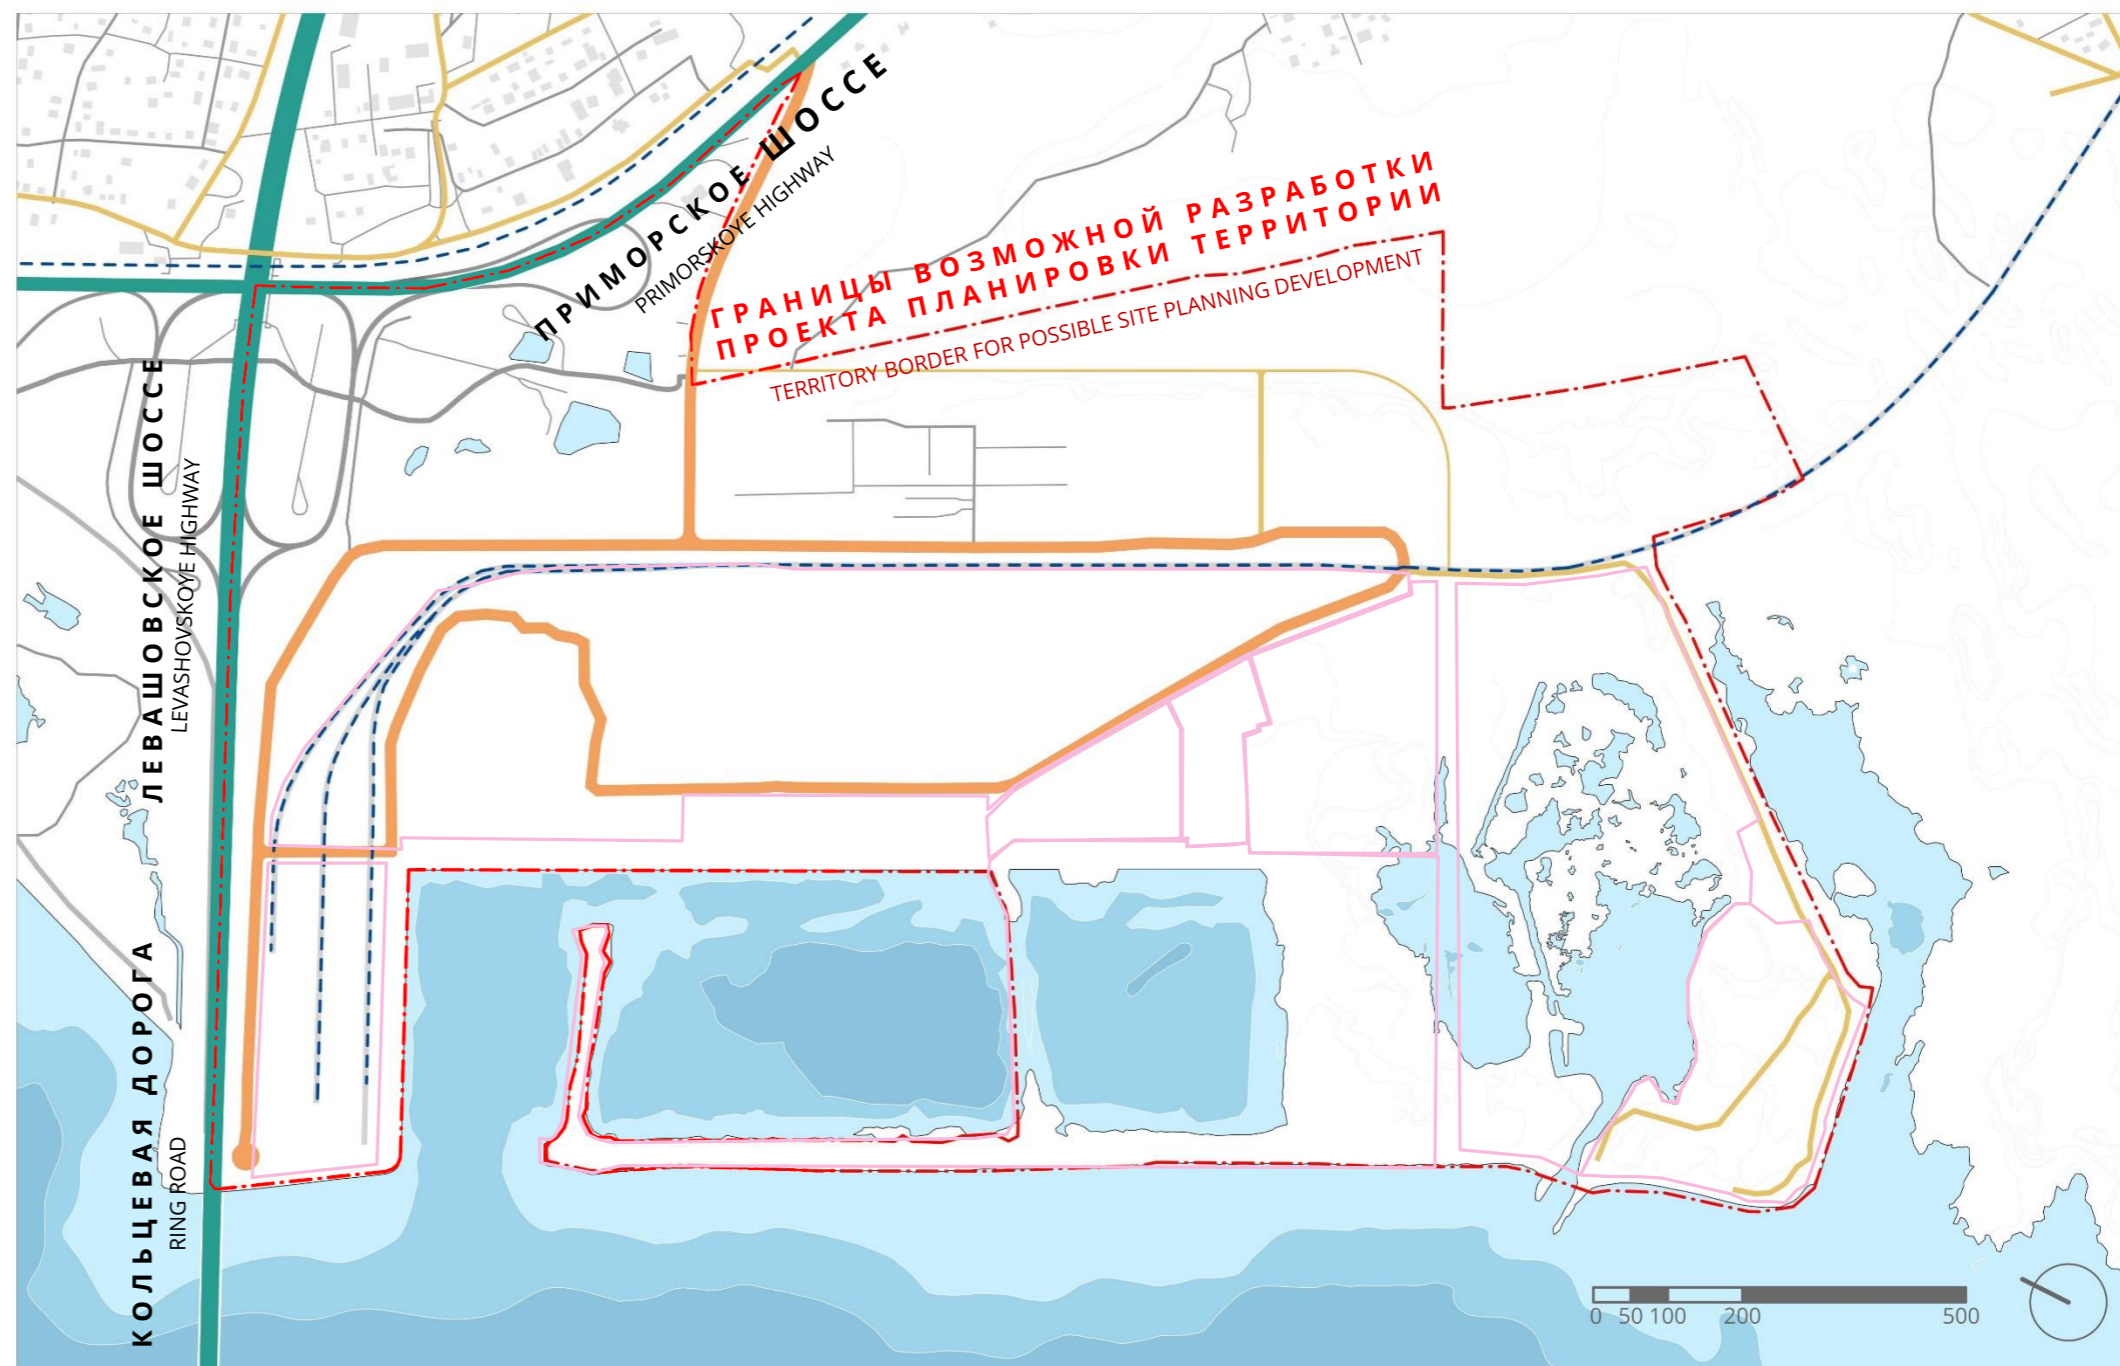 ПРИМОРСКОЕ ШОССЕ
PRIMORSKOYE HIGHWAY
ГРАНИЦЫ ВОЗМОЖНОЙ РАЗРАБОТКИ
ПРОЕКТА ПЛАНИРОВКИ ТЕРРИТОРИИ
TERRITORY BORDER FOR POSSIBLE SITE PLANNING DEVELOPMENT
ЛЕВАШОВСКОЕ ШОССЕ
LEVASHOVSKOYE HIGHWAY
КОЛЬЦЕВАЯ ДОРОГА
RING ROAD
0 50 100 200 500